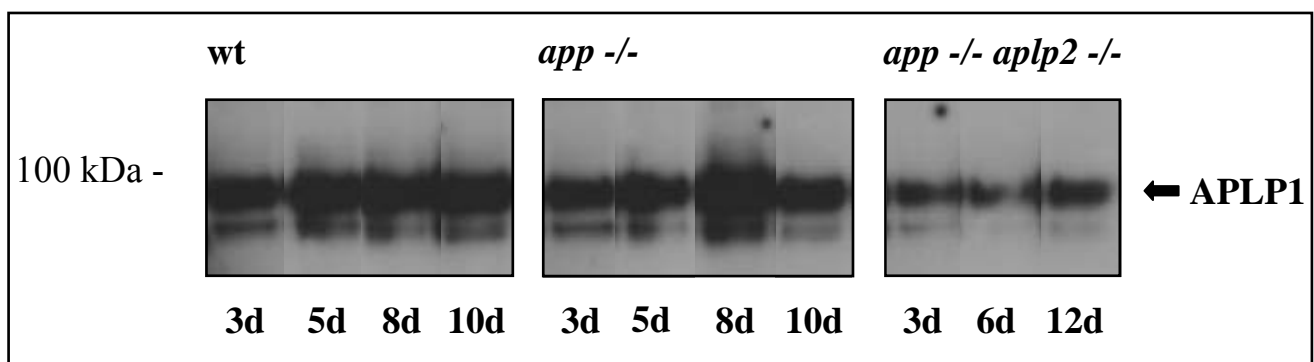 wt app -/- app -/- aplp2 -/-
100 kDa -
APLP1
3d 5d 8d 10d 3d 5d 8d 10d 3d 6d 12d